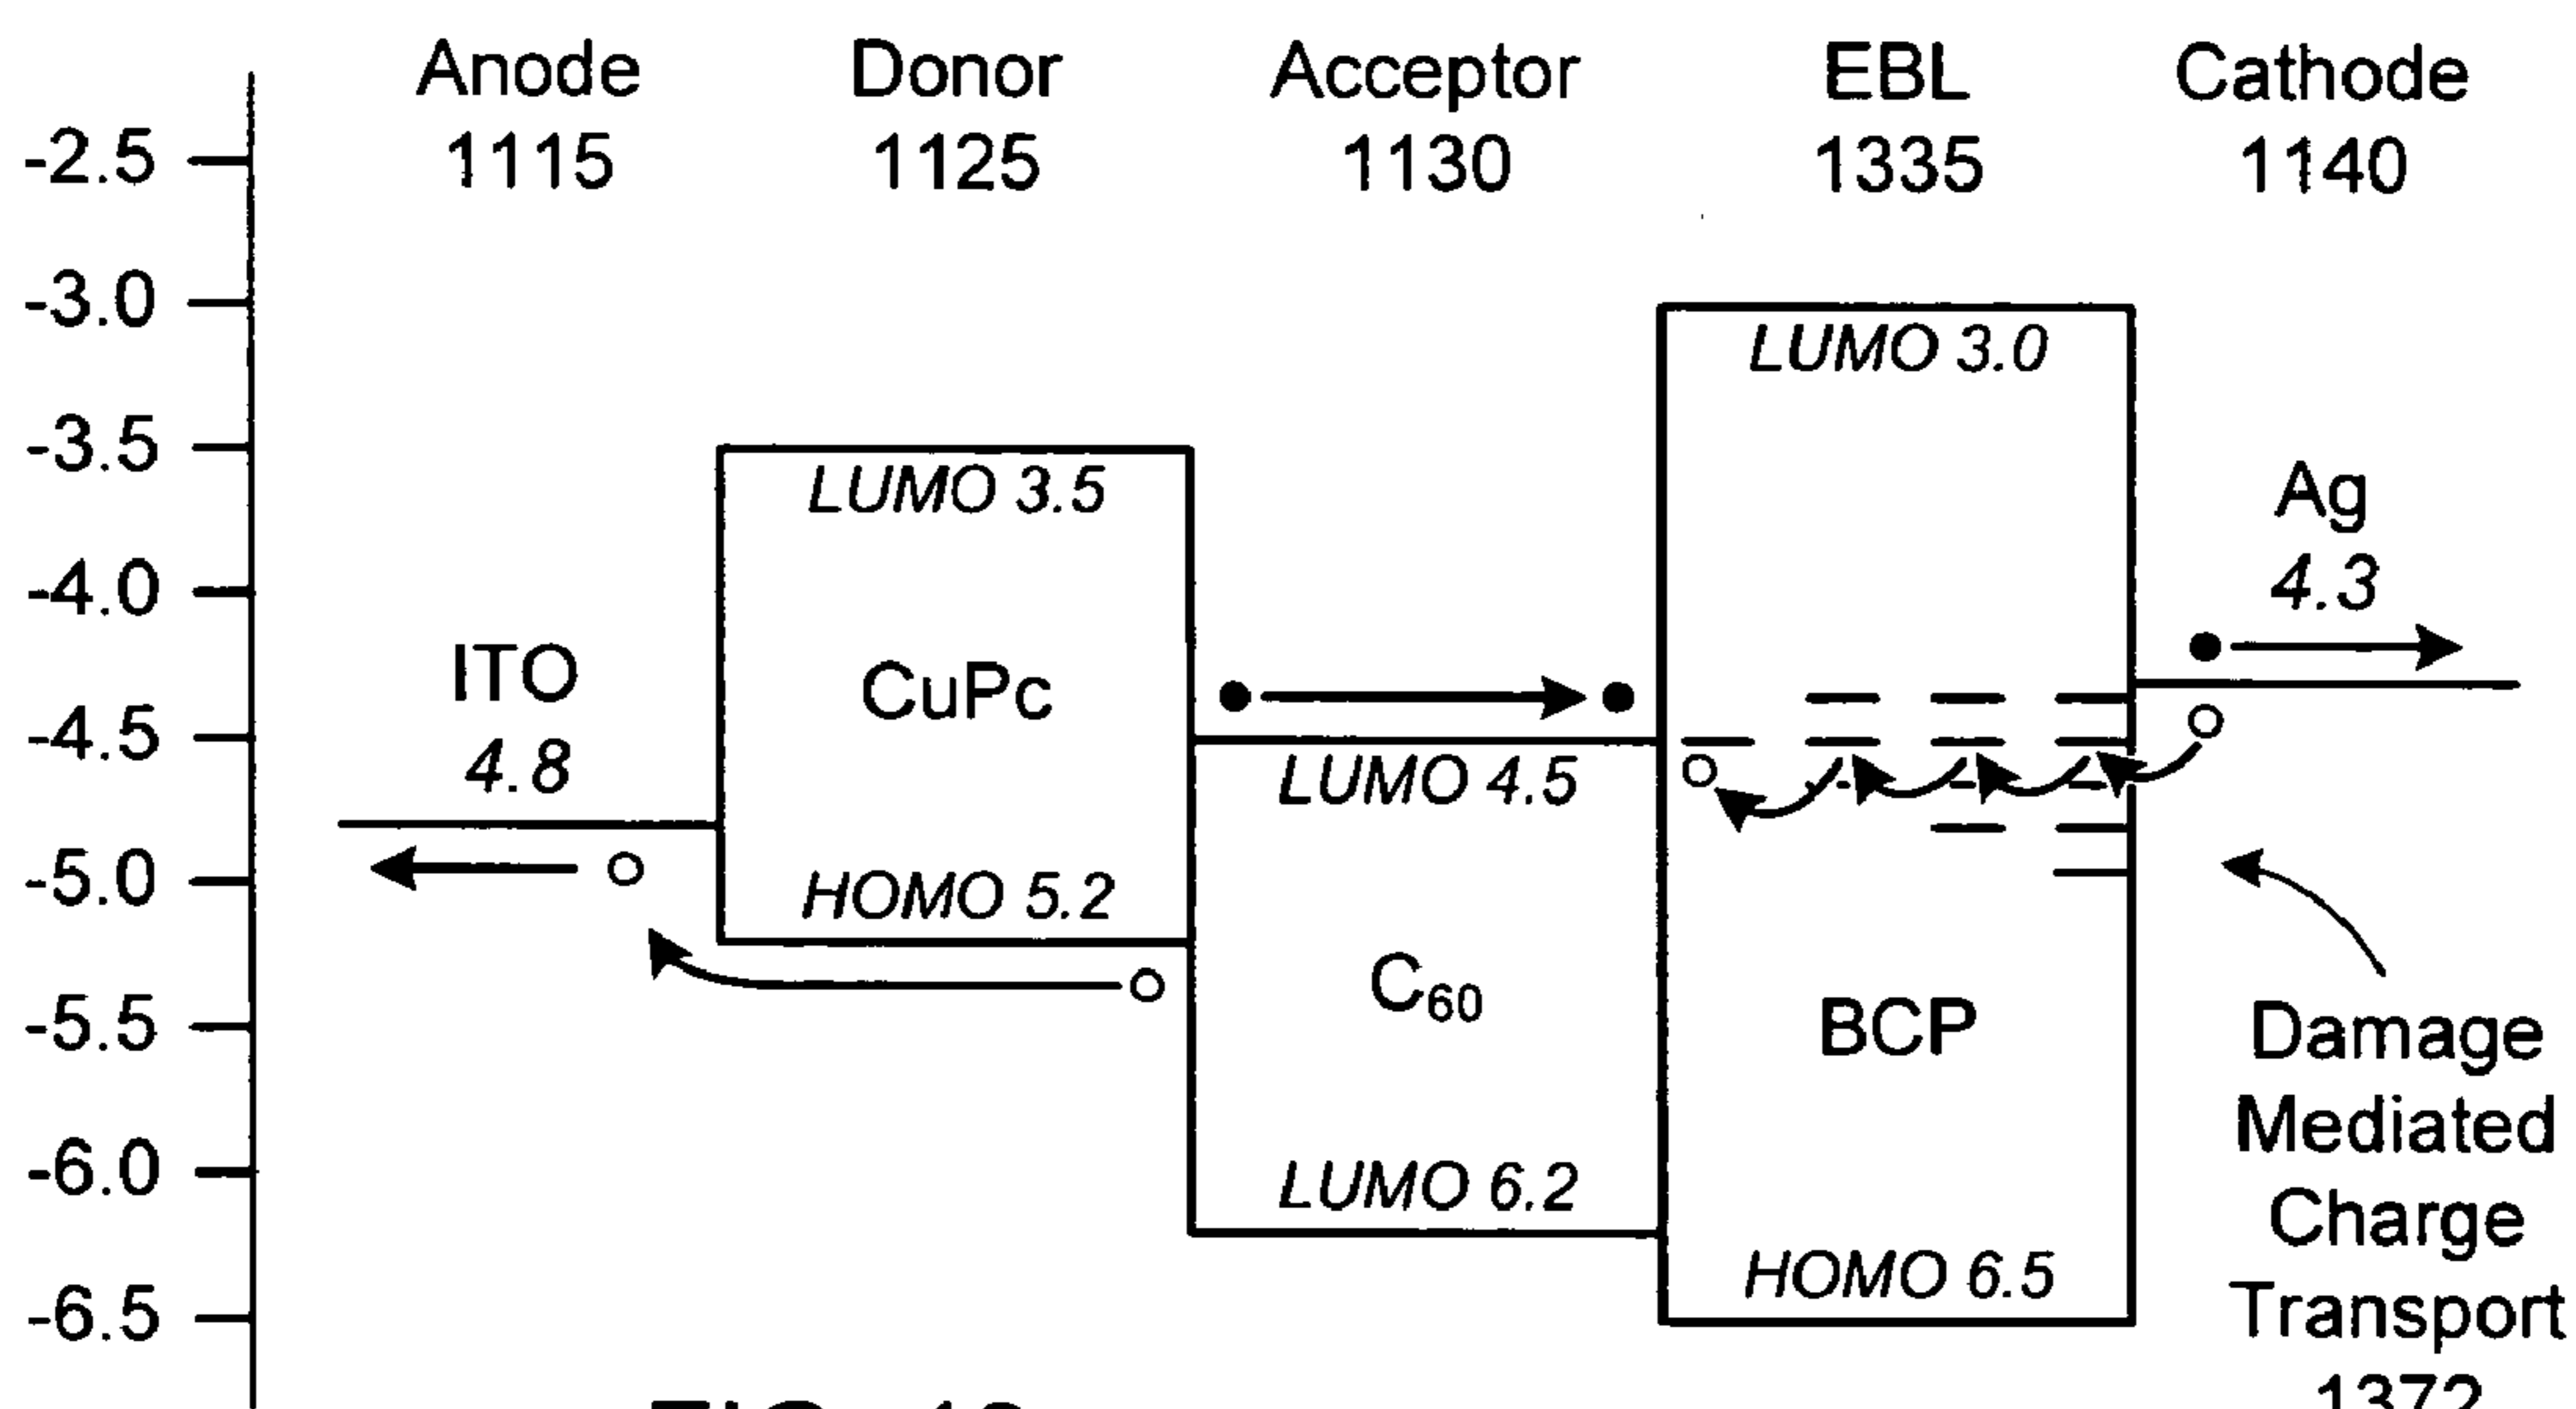 Anode
1115
Donor
1125
Acceptor
1130
EBL
1335
Cathode
1140
-2.5
-3.0
-3.5
-4.0
-4.5
-5.0
-5.5
-6.0
-6.5
ITO
4.8
LUMO 3.5
CuPc
HOMO 5.2
LUMO 4.5
C60
LUMO 6.2
LUMO 3.0
BCP
HOMO 6.5
Ag
4.3
Damage
Mediated
Charge
Transport
1372